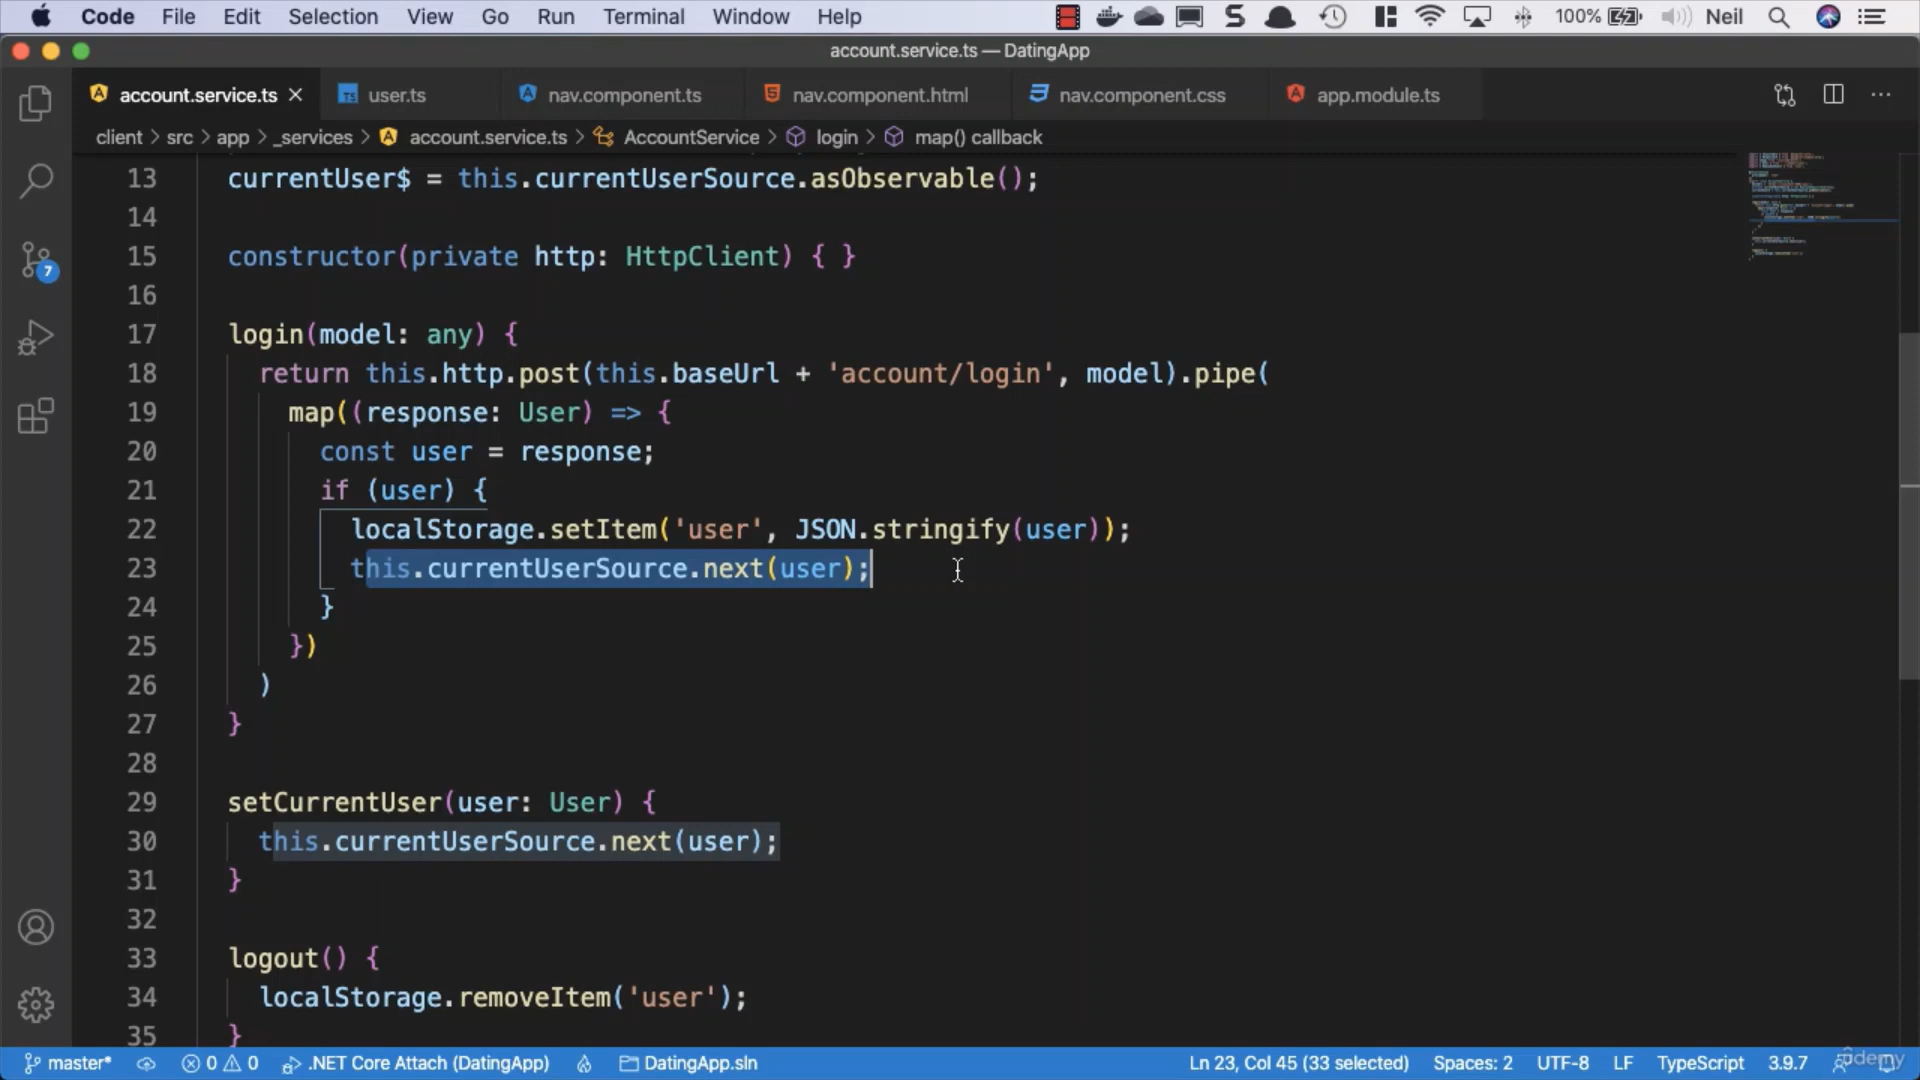 Code File Edit Selection View Go Run Terminal Window Help 100% Neil
account.service.ts — DatingApp
account.service.ts user.ts nav.component.ts nav.component.html nav.component.css app.module.ts
client > src > app > _services > account.service.ts > AccountService > login > map() callback
13 currentUser$ = this.currentUserSource.asObservable();
14
15 constructor(private http: HttpClient) { }
16
17 login(model: any) {
18 return this.http.post(this.baseUrl + 'account/login', model).pipe(
19 map((response: User) => {
20 const user = response;
21 if (user) {
22 localStorage.setItem('user', JSON.stringify(user));
23 this.currentUserSource.next(user);
24 }
25 })
26 )
27 }
28
29 setCurrentUser(user: User) {
30 this.currentUserSource.next(user);
31 }
32
33 logout() {
34 localStorage.removeItem('user');
35 }
7
master* 0 0 .NET Core Attach (DatingApp) DatingApp.sln Ln 23, Col 45 (33 selected) Spaces: 2 UTF-8 LF TypeScript 3.9.7
udemy